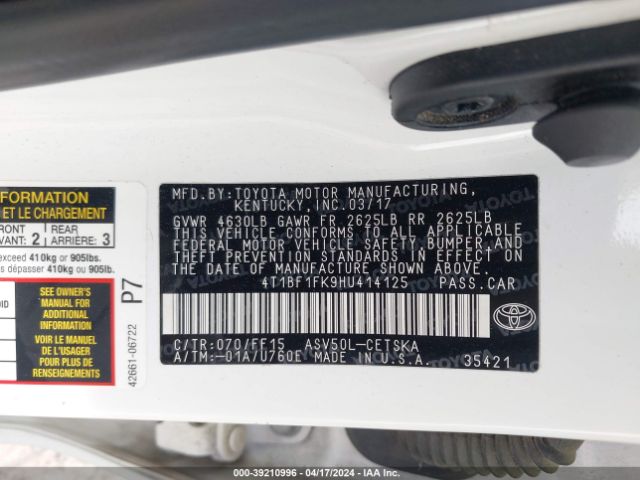 FORMATION
ET LE CHARGEMENT
FRONT
VANT: 2
REAR
ARRIÈRE: 3
exceed 410kg or 905lbs.
s dépasser 410kg ou 905lb.
SEE OWNER'S
MANUAL FOR
ADDITIONAL
INFORMATION
VOIR LE MANUEL
DE L'USAGER
POUR PLUS DE
RENSEIGNEMENTS
P7
42661-06722
MFD.BY:TOYOTA MOTOR MANUFACTURING,
KENTUCKY,INC.03/17
GVWR 4630LB GAWR FR 2625LB RR 2625LB
THIS VEHICLE CONFORMS TO ALL APPLICABLE
FEDERAL MOTOR VEHICLE SAFETY,BUMPER,AND
THEFT PREVENTION STANDARDS IN EFFECT ON
THE DATE OF MANUFACTURE SHOWN ABOVE.
4T1BF1FK9HU414125 PASS.CAR
C/TR:070/FF15 ASV50L-CETSKA
A/TM:-01A/U760E MADE IN U.S.A. 35421
TOYOTA
000-39210996 - 04/17/2024 - IAA Inc.